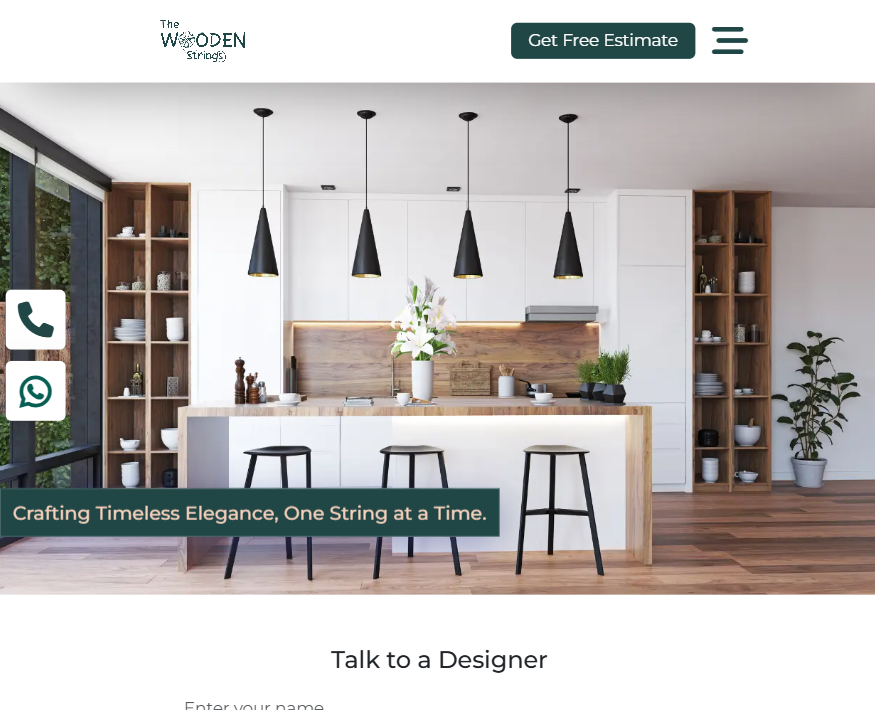 The
WOODEN
Strings
Get Free Estimate
Crafting Timeless Elegance, One String at a Time.
Talk to a Designer
Enter your name